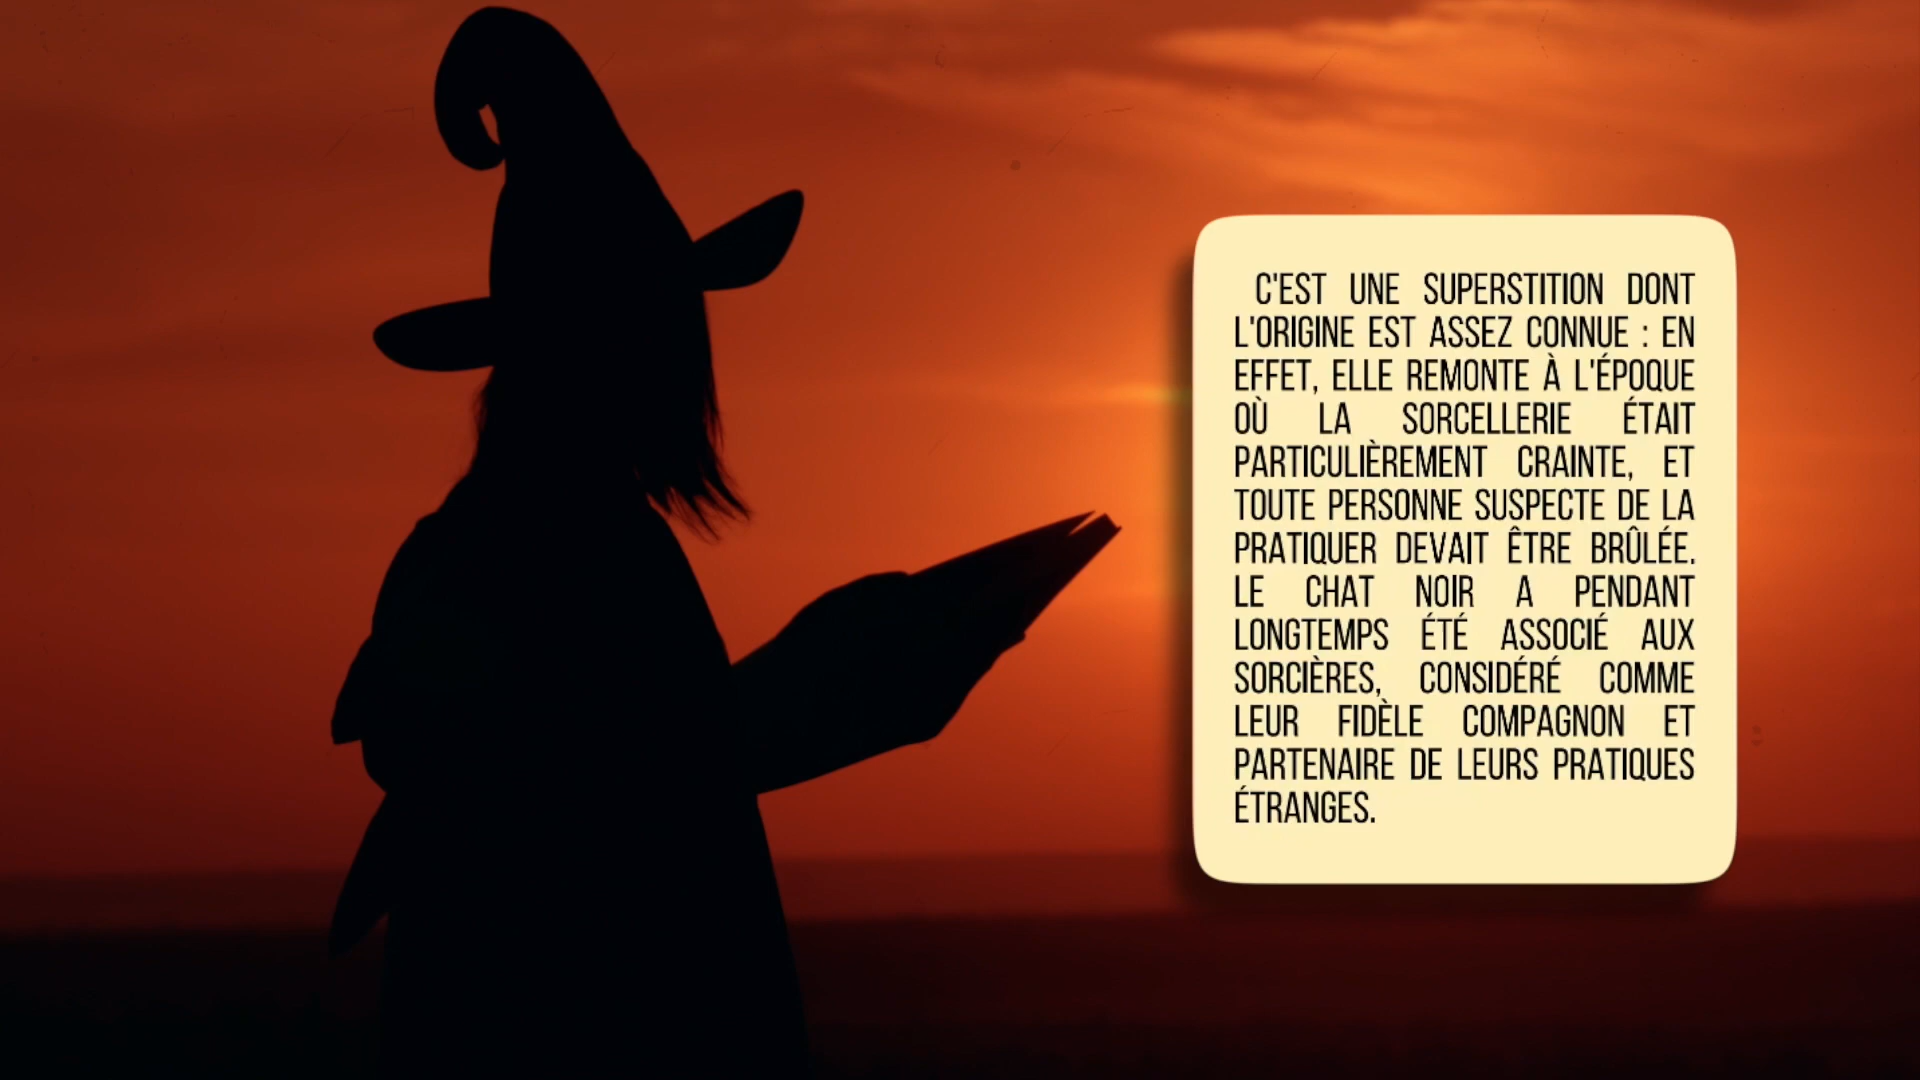 C'EST UNE SUPERSTITION DONT
L'ORIGINE EST ASSEZ CONNUE : EN
EFFET, ELLE REMONTE À L'ÉPOQUE
OÙ LA SORCELLERIE ÉTAIT
PARTICULIÈREMENT CRAINTE, ET
TOUTE PERSONNE SUSPECTE DE LA
PRATIQUER DEVAIT ÊTRE BRÛLÉE.
LE CHAT NOIR A PENDANT
LONGTEMPS ÉTÉ ASSOCIÉ AUX
SORCIÈRES, CONSIDÉRÉ COMME
LEUR FIDÈLE COMPAGNON ET
PARTENAIRE DE LEURS PRATIQUES
ÉTRANGES.